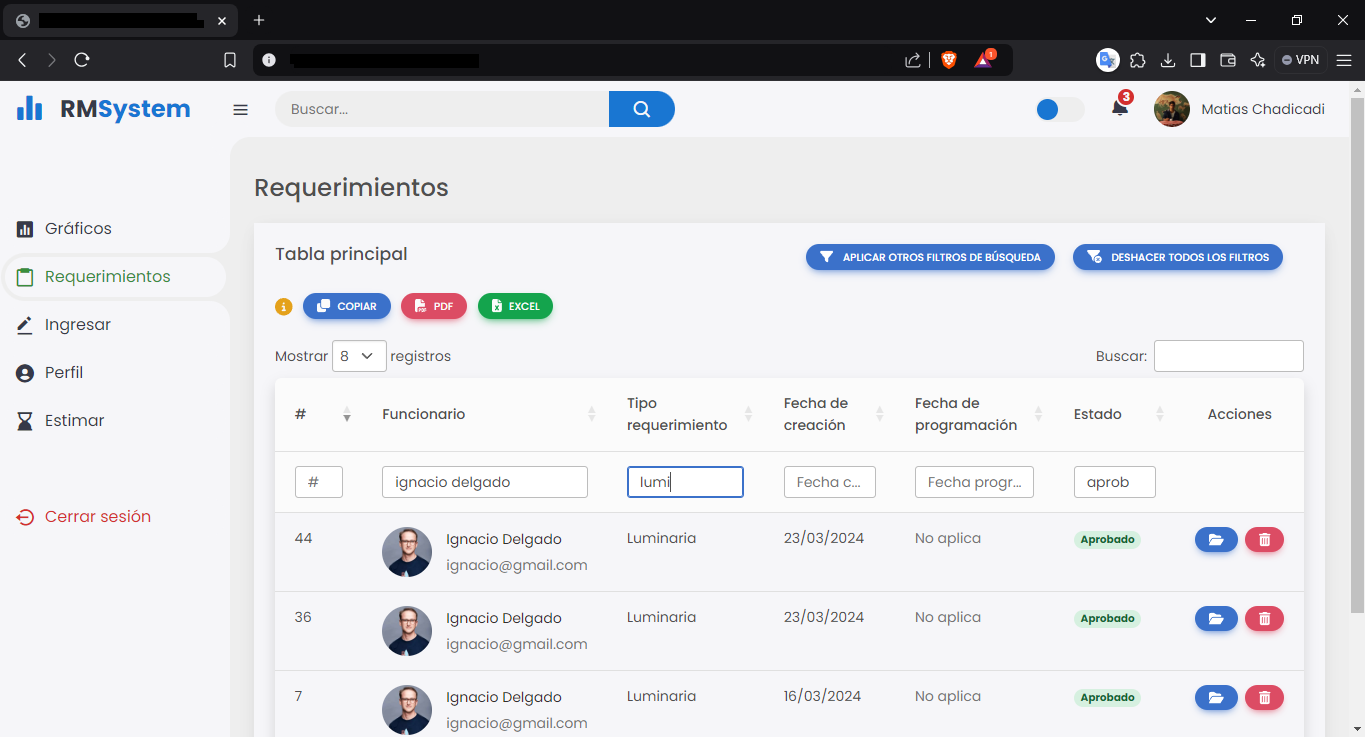 VPN
1
RMSystem
Buscar...
3
Matias Chadicadi
Requerimientos
Gráficos
Requerimientos
Ingresar
Perfil
Estimar
Cerrar sesión
Tabla principal
APLICAR OTROS FILTROS DE BÚSQUEDA
DESHACER TODOS LOS FILTROS
COPIAR
PDF
EXCEL
Mostrar 8 registros
Buscar:
# Funcionario Tipo requerimiento Fecha de creación Fecha de programación Estado Acciones
# ignacio delgado lumi Fecha c... Fecha progr... aprob
44 Ignacio Delgado Luminaria 23/03/2024 No aplica Aprobado
ignacio@gmail.com
36 Ignacio Delgado Luminaria 23/03/2024 No aplica Aprobado
ignacio@gmail.com
7 Ignacio Delgado Luminaria 16/03/2024 No aplica Aprobado
ignacio@gmail.com